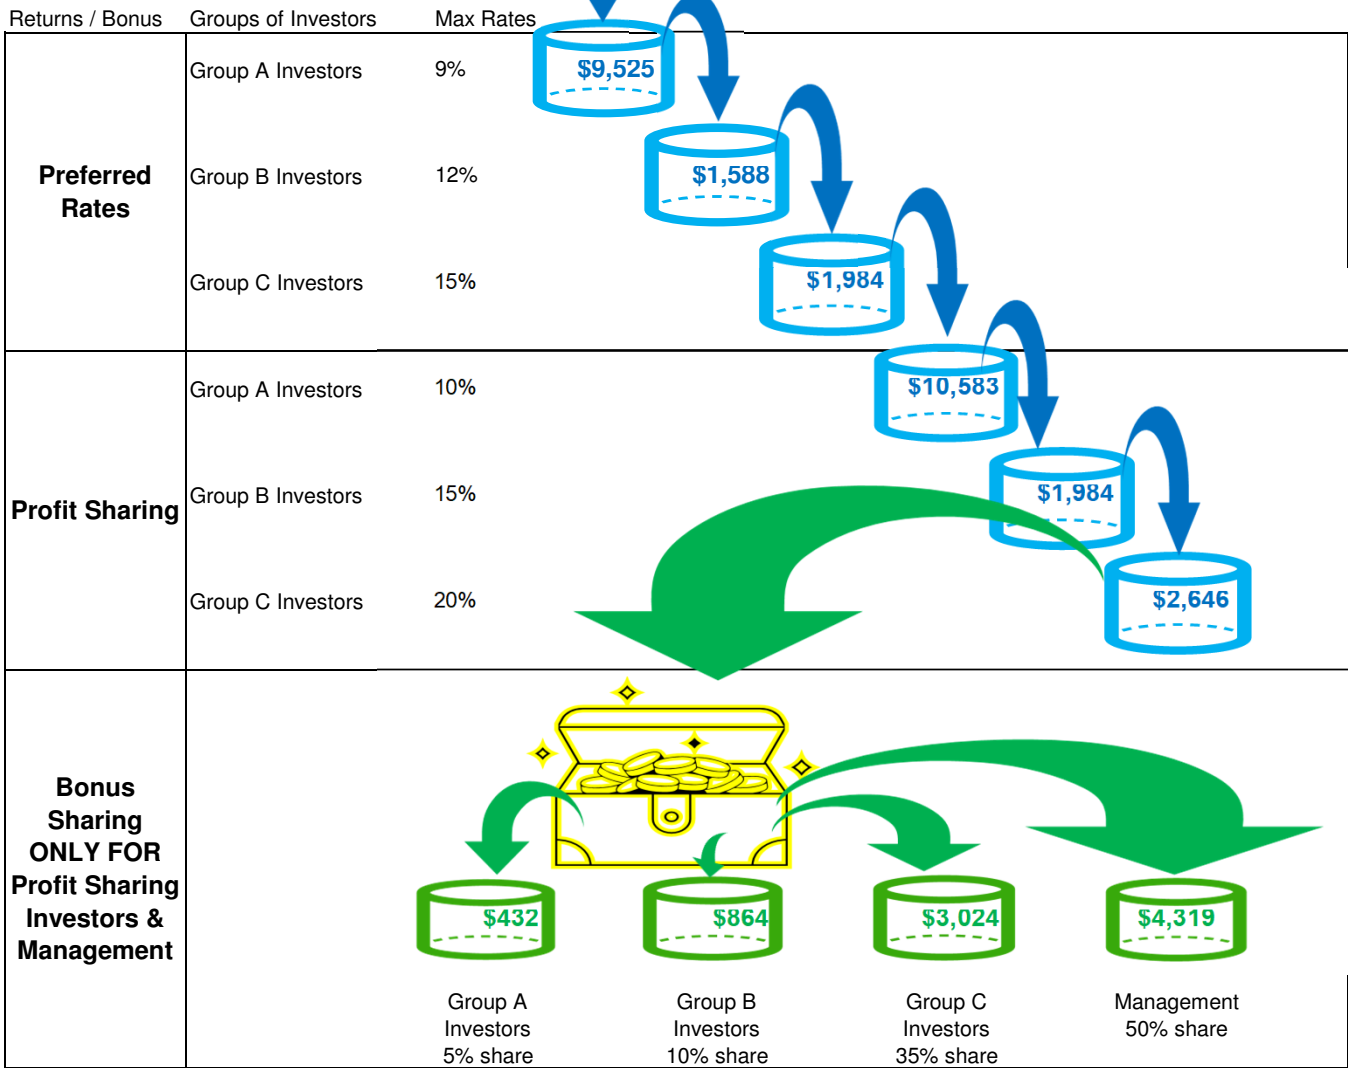 Returns / Bonus Groups of Investors Max Rates
Group A Investors 9% $9,525
Preferred
Rates
Group B Investors 12% $1,588
Group C Investors 15% $1,984
Group A Investors 10% $10,583
Profit Sharing
Group B Investors 15% $1,984
Group C Investors 20% $2,646
Bonus
Sharing
ONLY FOR
Profit Sharing
Investors &
Management
$432 $864 $3,024 $4,319
Group A
Investors
5% share
Group B
Investors
10% share
Group C
Investors
35% share
Management
50% share